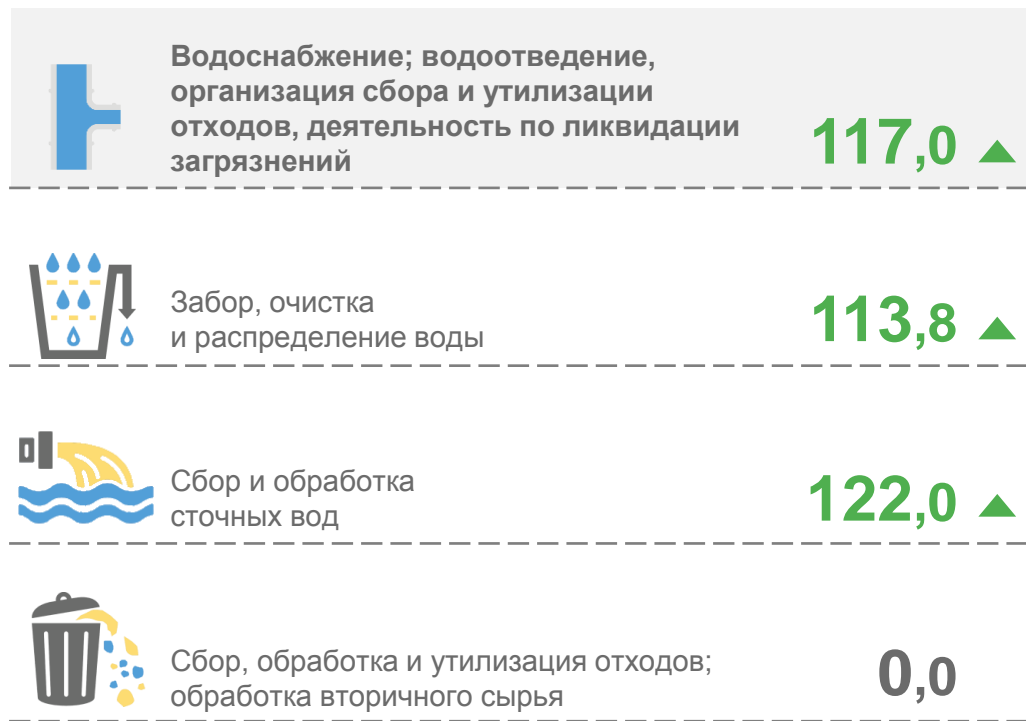 Водоснабжение; водоотведение,
организация сбора и утилизации
отходов, деятельность по ликвидации
загрязнений
117,0
Забор, очистка
и распределение воды
113,8
Сбор и обработка
сточных вод
122,0
Сбор, обработка и утилизация отходов;
обработка вторичного сырья
0,0